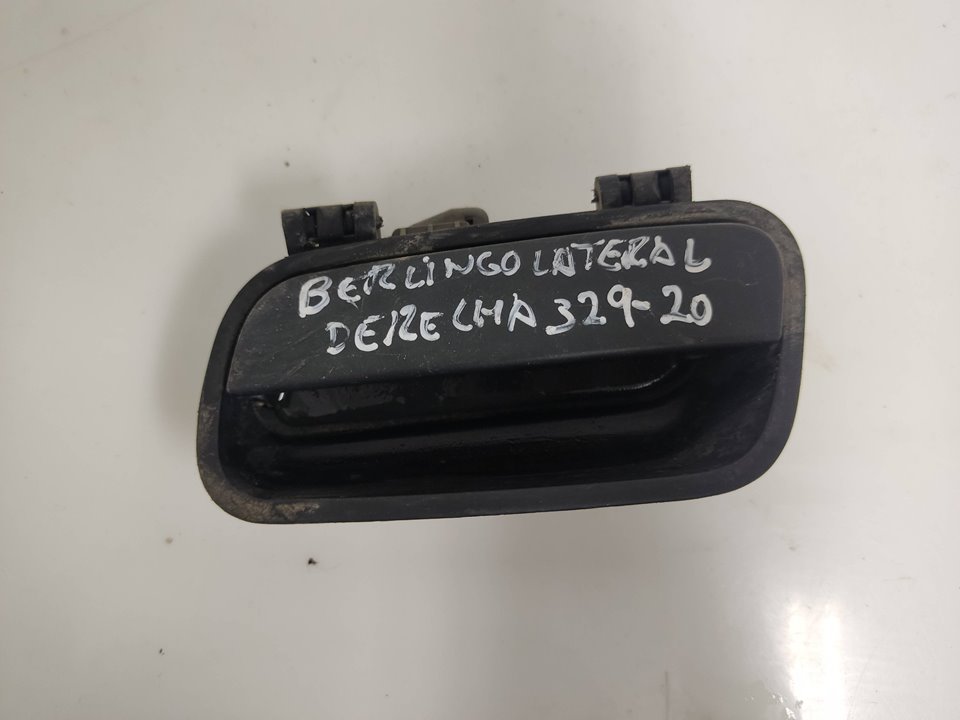 BERLINGO LATERAL
DERECHA 329-20